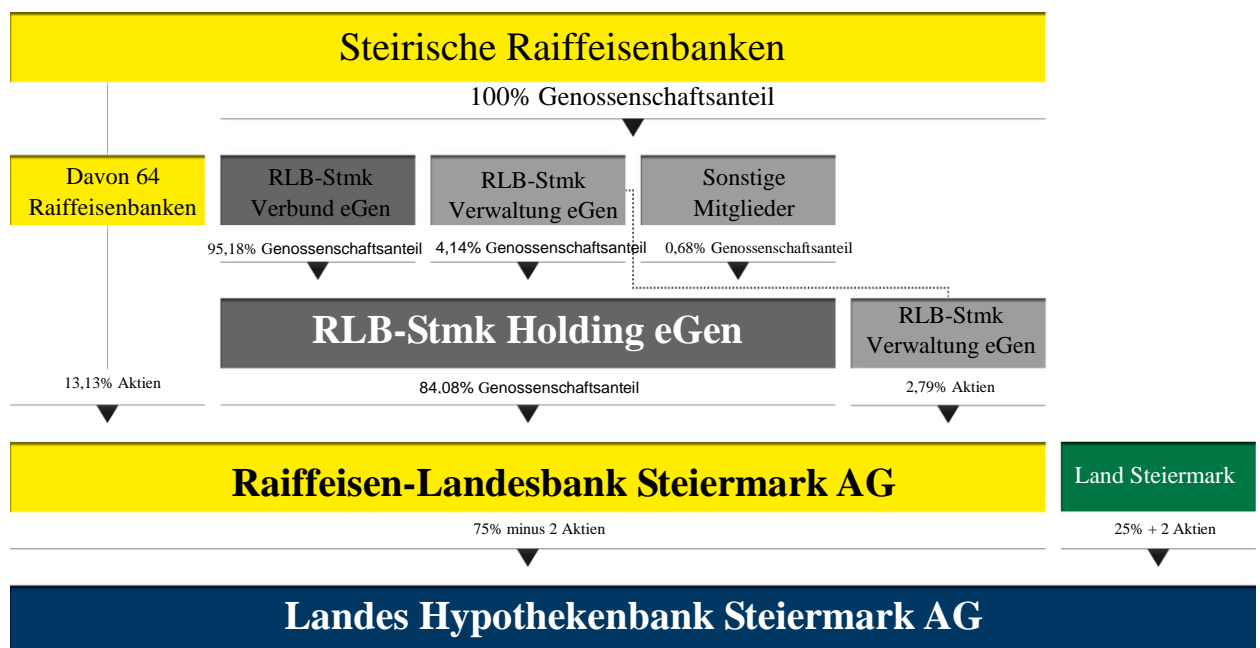 Steirische Raiffeisenbanken
100% Genossenschaftsanteil
Davon 64
Raiffeisenbanken
RLB-Stmk
Verbund eGen
RLB-Stmk
Verwaltung eGen
Sonstige
Mitglieder
95,18% Genossenschaftsanteil
4,14% Genossenschaftsanteil
0,68% Genossenschaftsanteil
RLB-Stmk Holding eGen
RLB-Stmk
Verwaltung eGen
13,13% Aktien
84,08% Genossenschaftsanteil
2,79% Aktien
Raiffeisen-Landesbank Steiermark AG
Land Steiermark
75% minus 2 Aktien
25% + 2 Aktien
Landes Hypothekenbank Steiermark AG